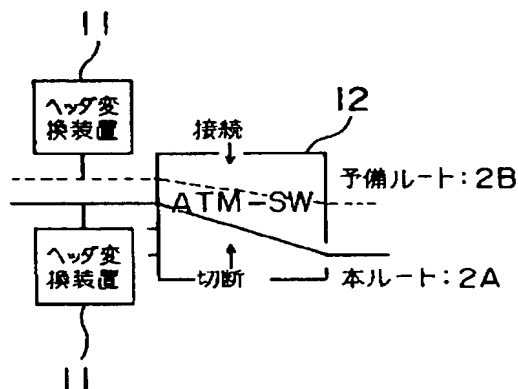 11
ヘッダ変
換装置
接続
12
予備ルート:2B
ATM-SW
切断
本ルート:2A
ヘッダ変
換装置
11